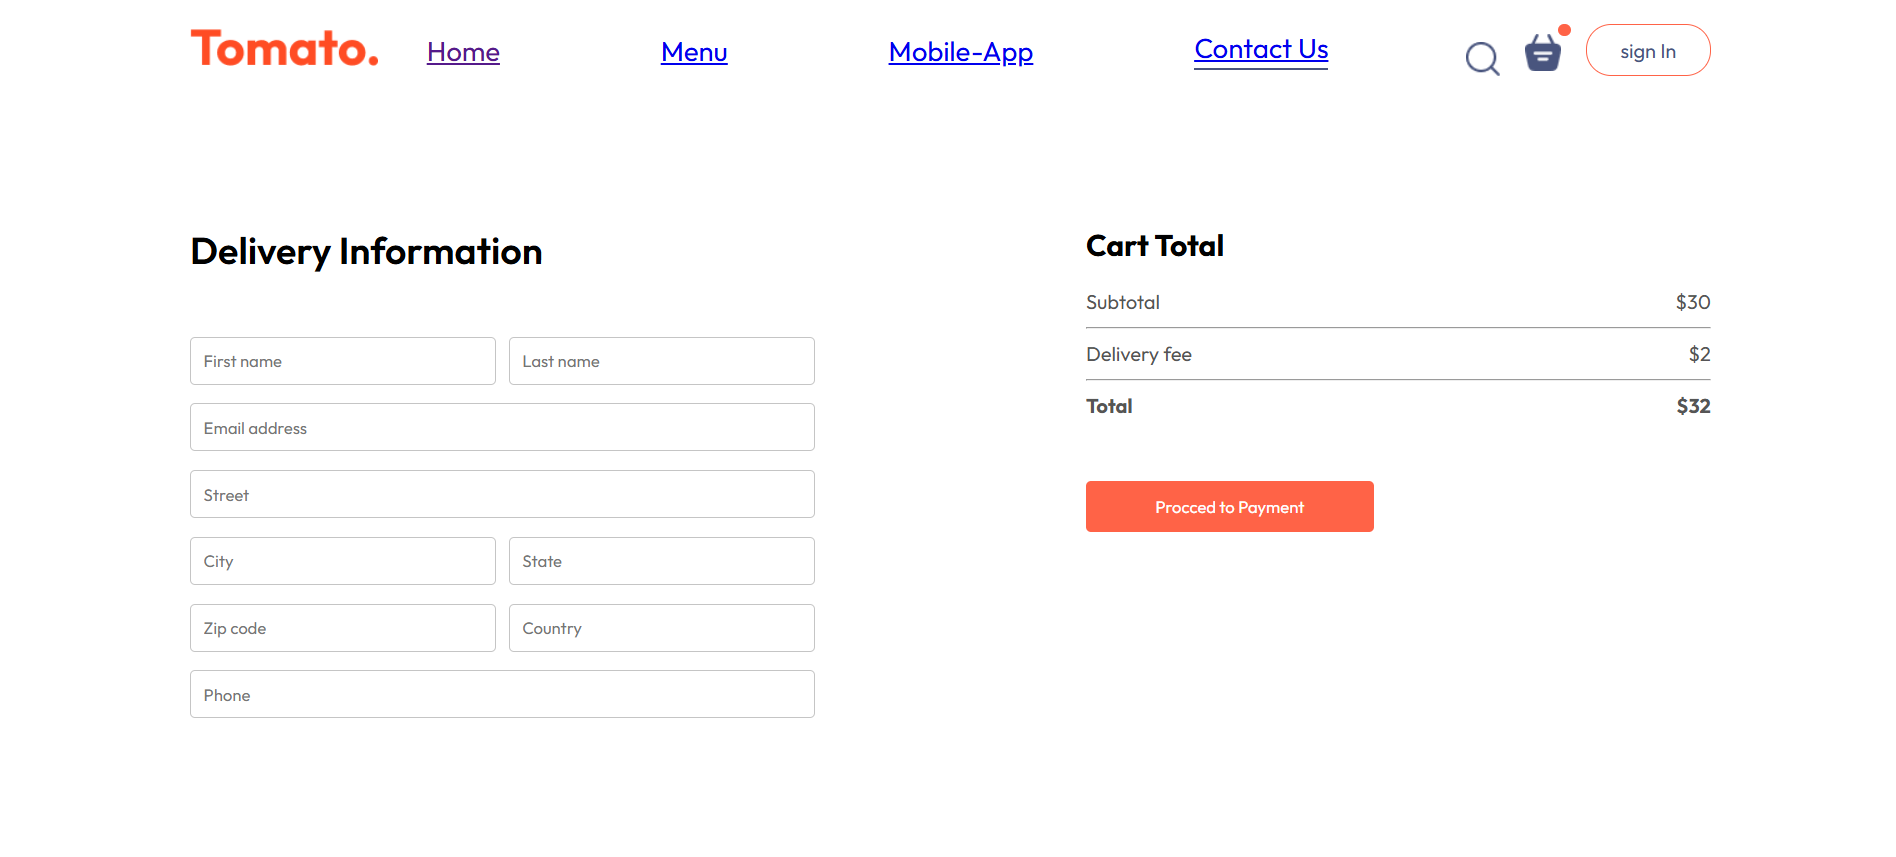 Tomato. Home Menu Mobile-App Contact Us sign In
Delivery Information
First name Last name
Email address
Street
City State
Zip code Country
Phone
Cart Total
Subtotal $30
Delivery fee $2
Total $32
Procced to Payment